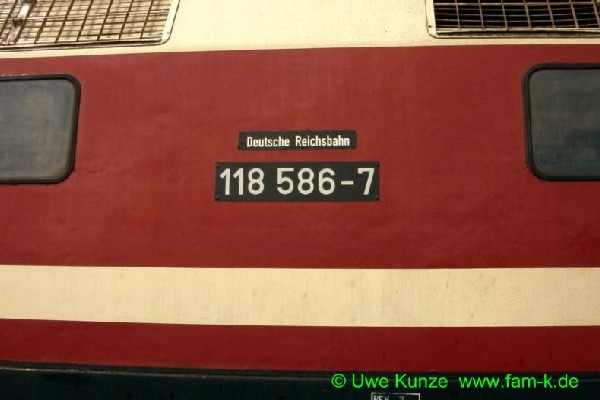 Deutsche Reichsbahn
118 586-7
© Uwe Kunze www.fam-k.de